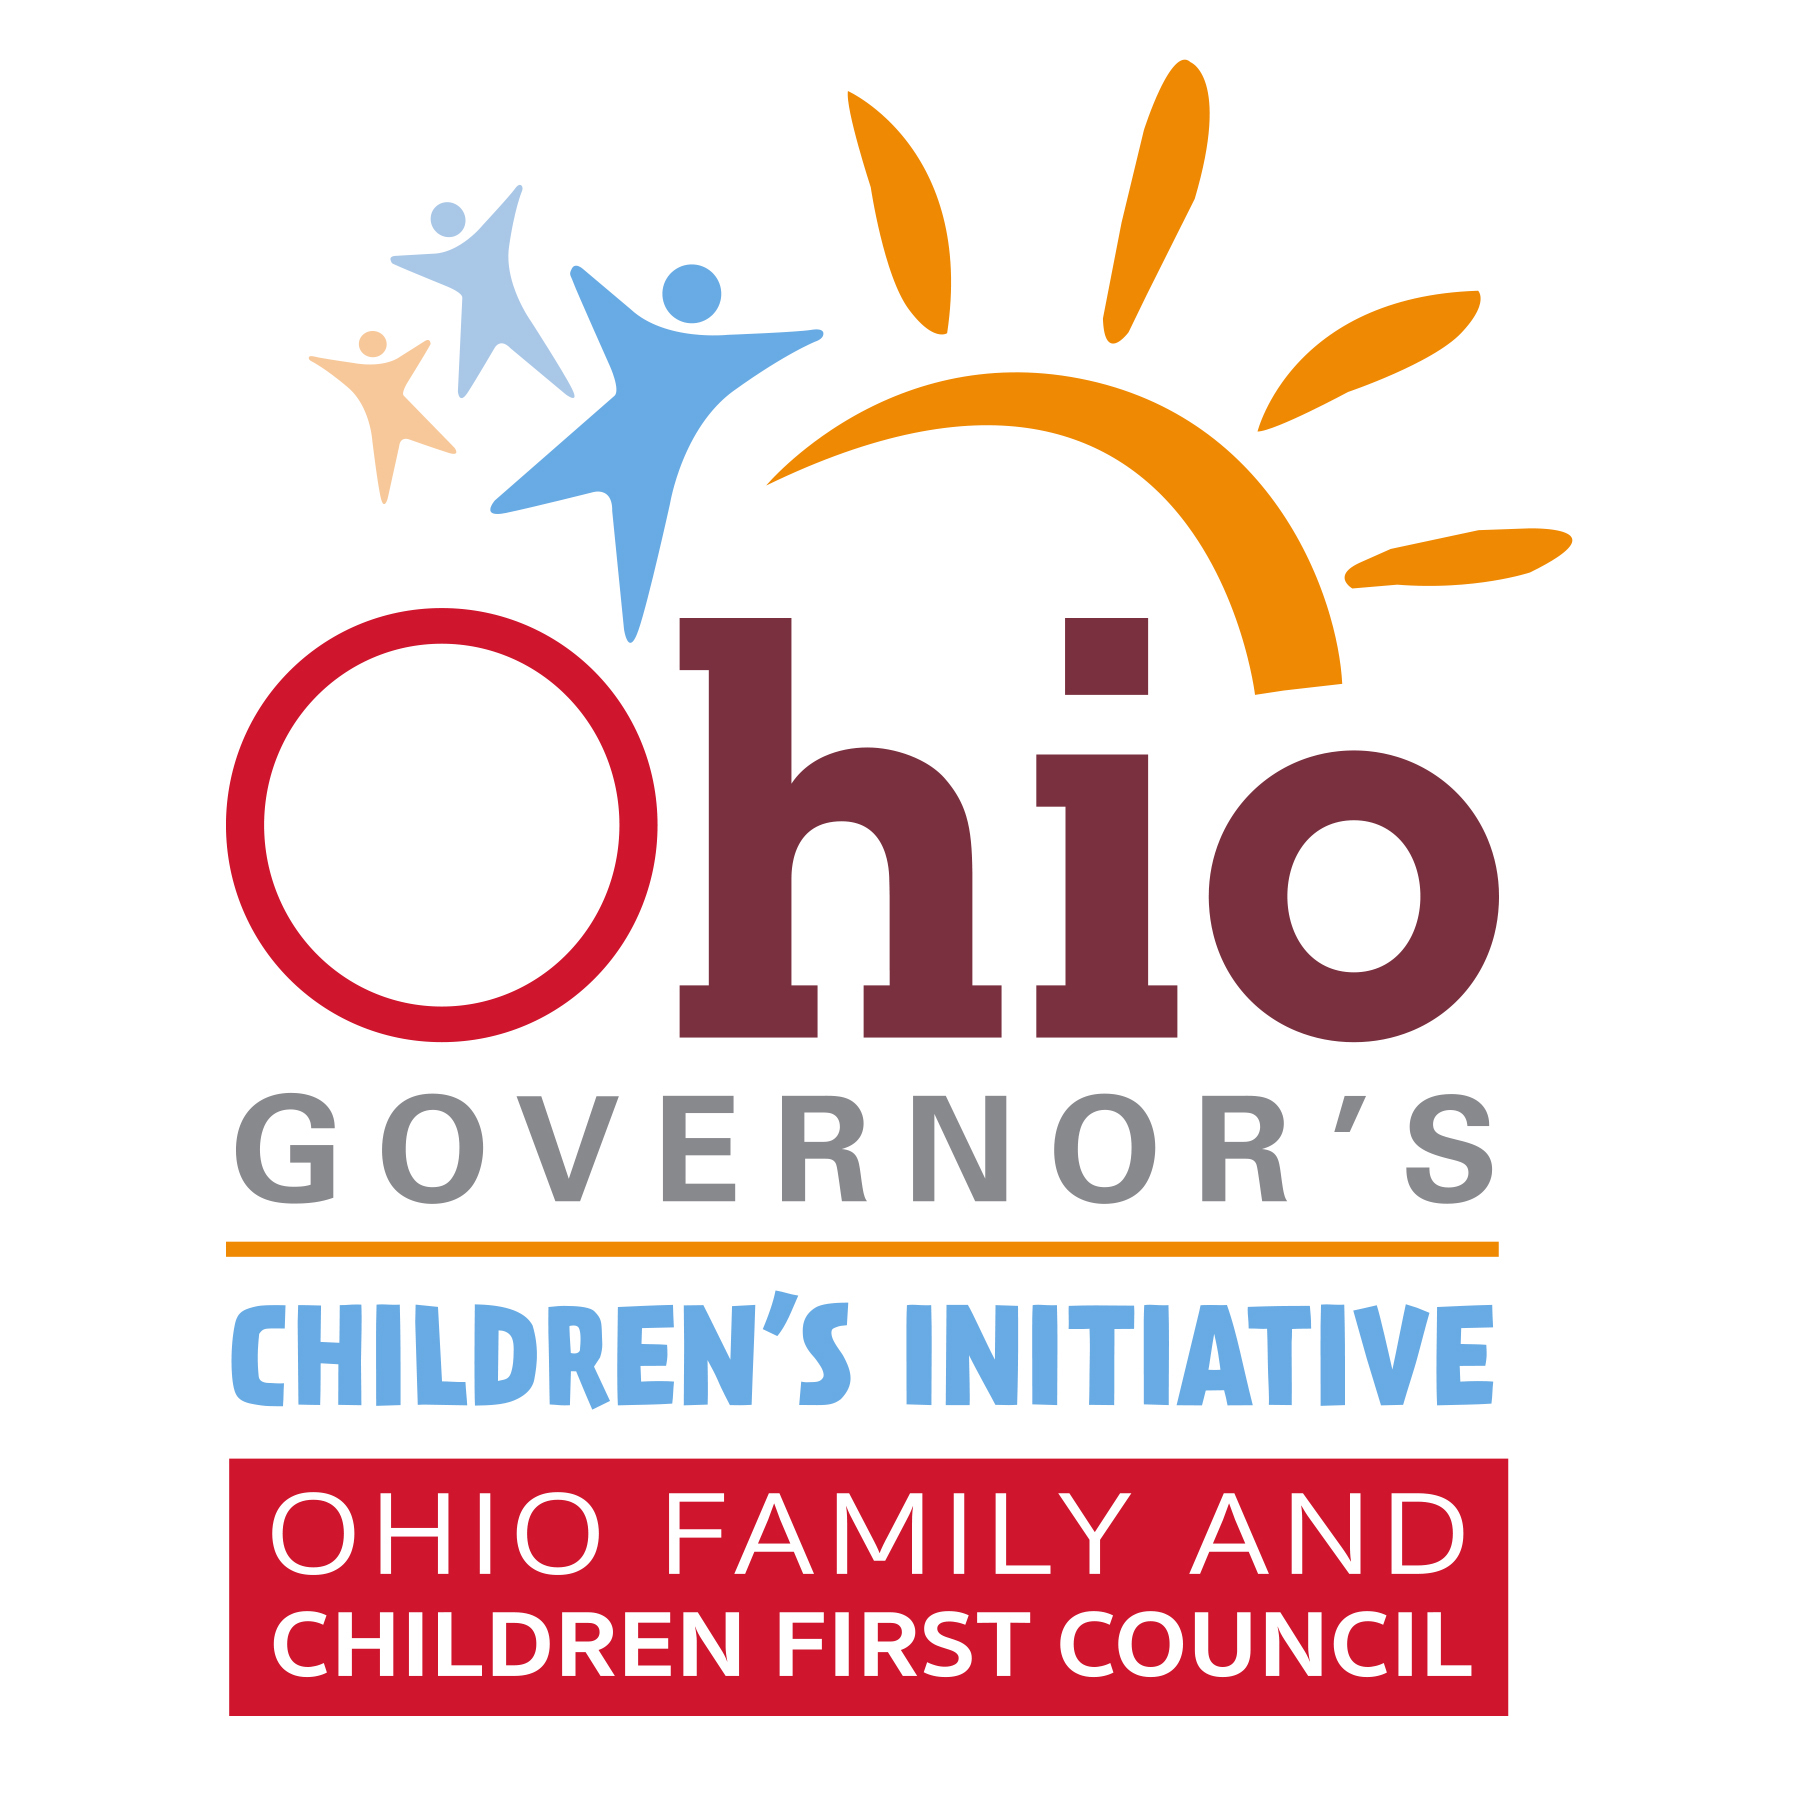 Ohio
GOVERNOR'S
CHILDREN'S INITIATIVE
OHIO FAMILY AND
CHILDREN FIRST COUNCIL